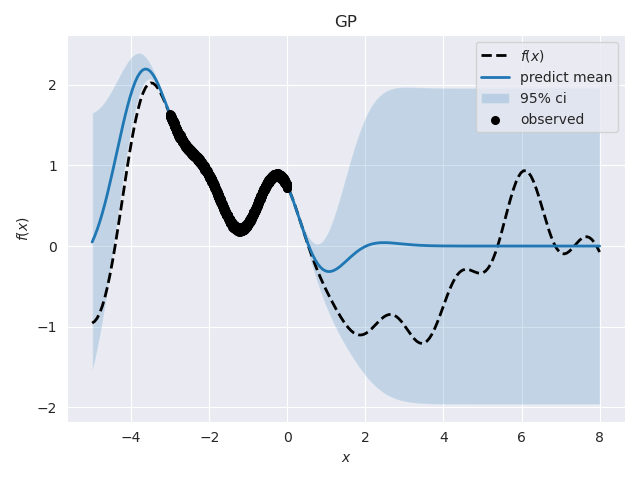 GP
f(x)
predict mean
95% ci
observed
f(x)
2
1
0
−1
−2
−4
−2
0
2
4
6
8
x